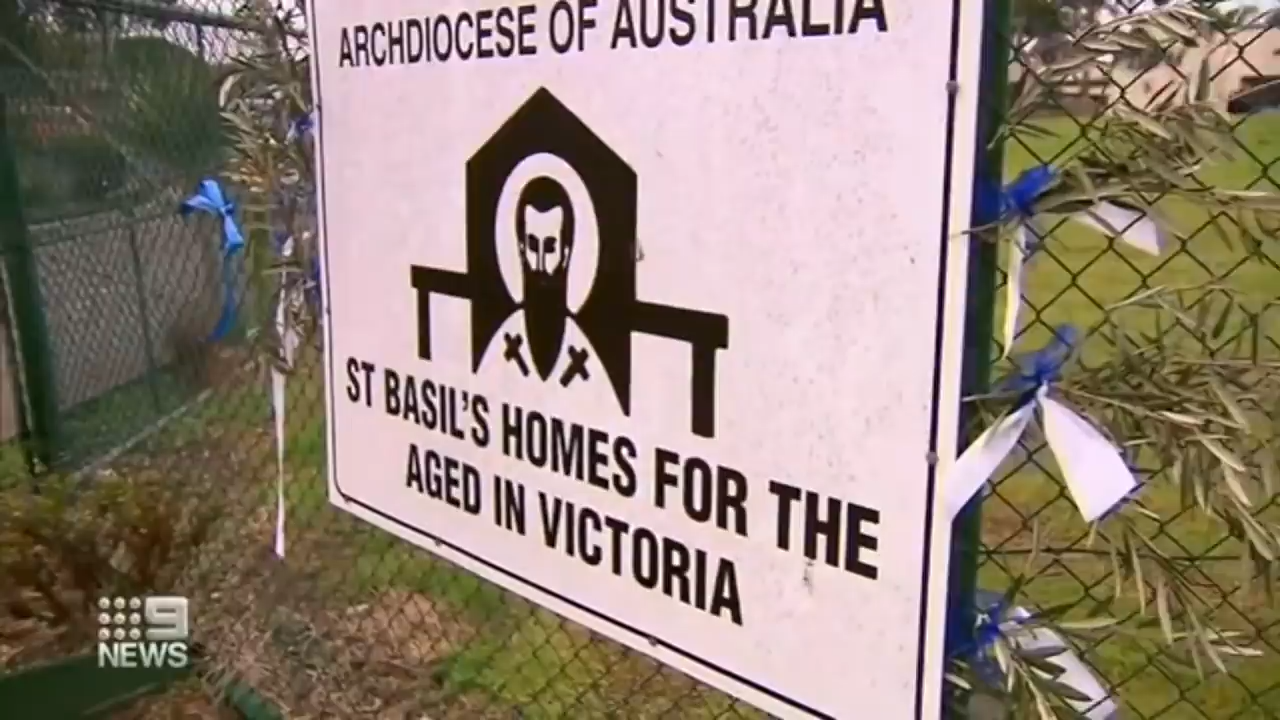 ARCHDIOCESE OF AUSTRALIA
ST BASIL'S HOMES FOR THE
AGED IN VICTORIA
9
NEWS